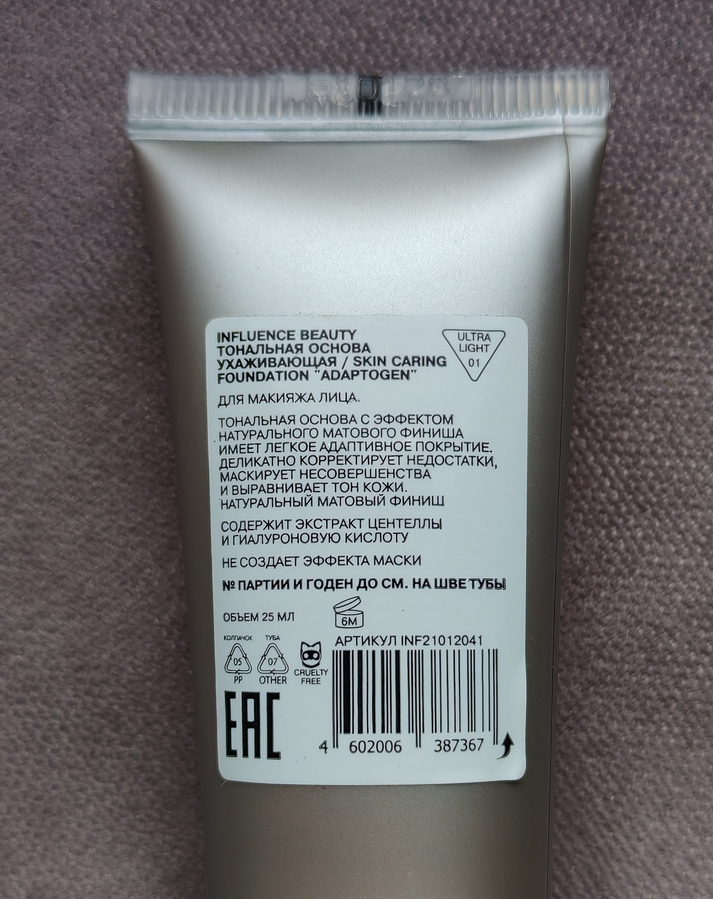 INFLUENCE BEAUTY
ТОНАЛЬНАЯ ОСНОВА
УХАЖИВАЮЩАЯ / SKIN CARING
FOUNDATION "ADAPTOGEN"
ULTRA
LIGHT
01
ДЛЯ МАКИЯЖА ЛИЦА.
ТОНАЛЬНАЯ ОСНОВА С ЭФФЕКТОМ
НАТУРАЛЬНОГО МАТОВОГО ФИНИША
ИМЕЕТ ЛЕГКОЕ АДАПТИВНОЕ ПОКРЫТИЕ.
ДЕЛИКАТНО КОРРЕКТИРУЕТ НЕДОСТАТКИ,
МАСКИРУЕТ НЕСОВЕРШЕНСТВА
И ВЫРАВНИВАЕТ ТОН КОЖИ.
НАТУРАЛЬНЫЙ МАТОВЫЙ ФИНИШ
СОДЕРЖИТ ЭКСТРАКТ ЦЕНТЕЛЛЫ
И ГИАЛУРОНОВУЮ КИСЛОТУ
НЕ СОЗДАЕТ ЭФФЕКТА МАСКИ
№ ПАРТИИ И ГОДЕН ДО СМ. НА ШВЕ ТУБЫ
ОБЪЕМ 25 МЛ
6M
АРТИКУЛ INF21012041
КОЛПАЧОК
05
PP
ТУБА
07
OTHER
CRUELTY
FREE
EAC
4 602006 387367